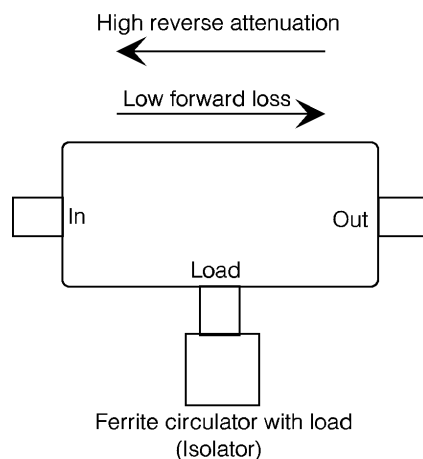 High reverse attenuation
Low forward loss
In
Out
Load
Ferrite circulator with load
(Isolator)